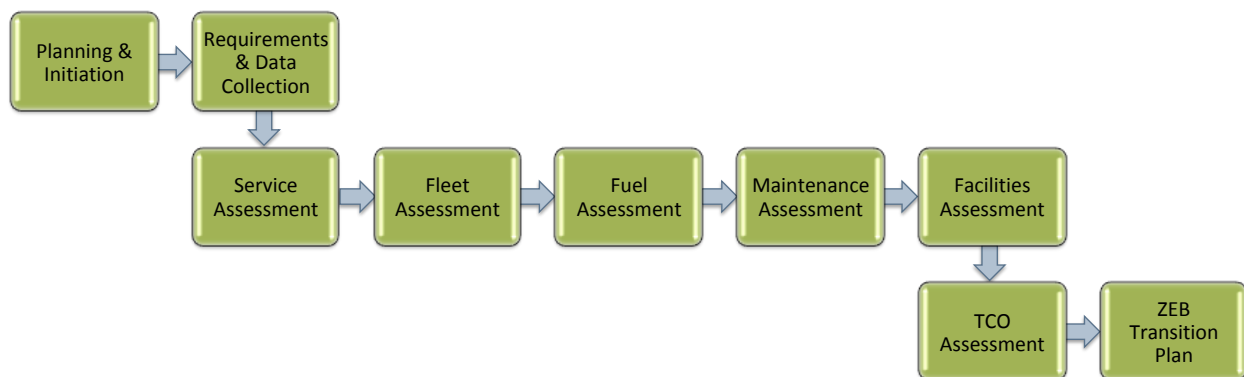 Planning &
Initiation
Requirements
& Data
Collection
Service
Assessment
Fleet
Assessment
Fuel
Assessment
Maintenance
Assessment
Facilities
Assessment
TCO
Assessment
ZEB
Transition
Plan